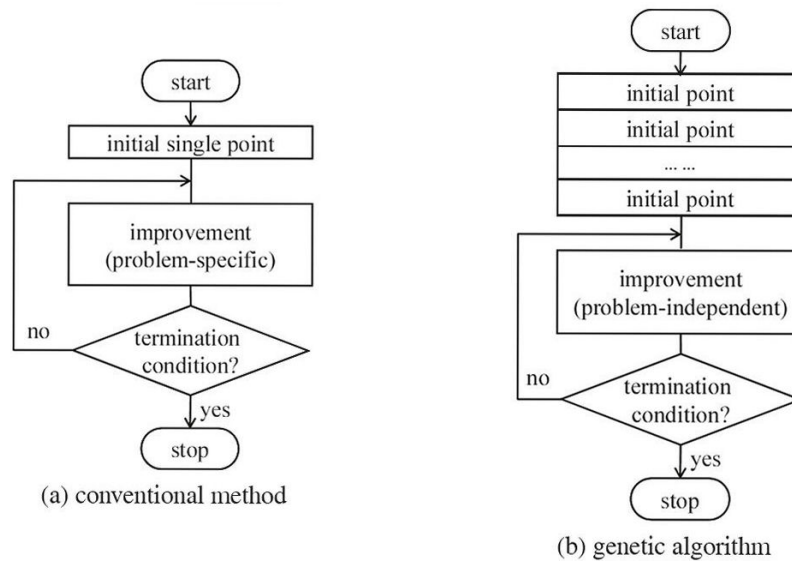 start
initial single point
improvement
(problem-specific)
no
termination
condition?
yes
stop
(a) conventional method
start
initial point
initial point
... ...
initial point
improvement
(problem-independent)
no
termination
condition?
yes
stop
(b) genetic algorithm